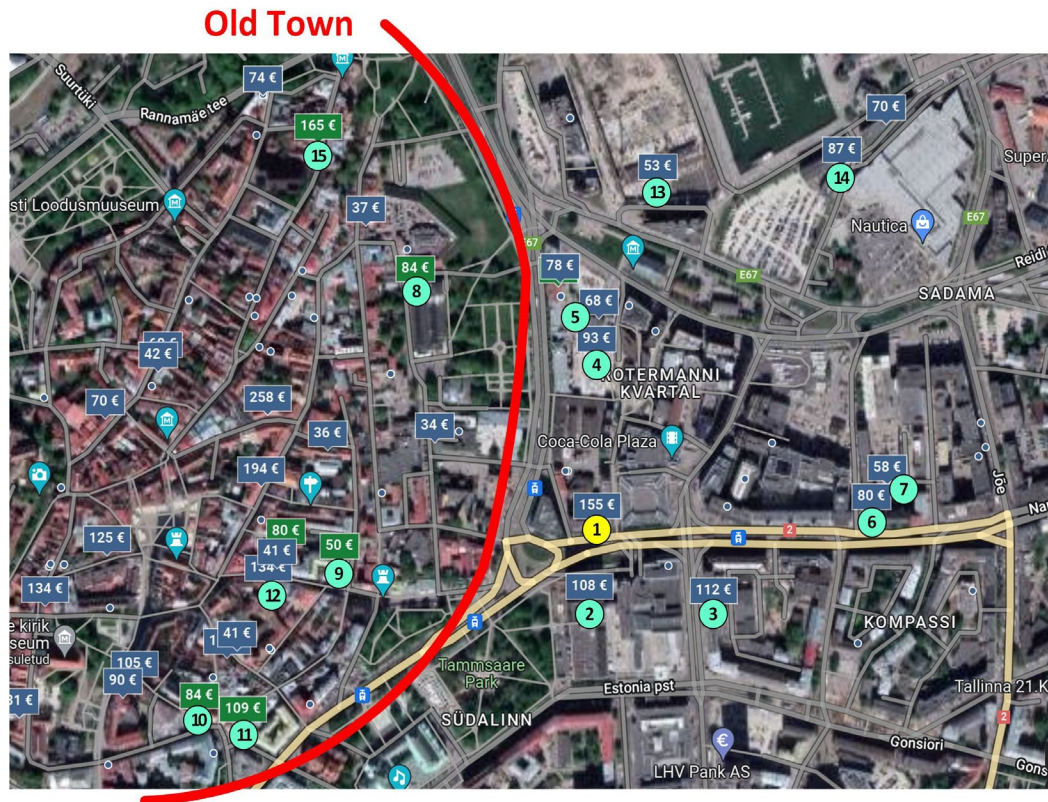 Old Town
Suurtüki
74 €
Rannamäe tee
70 €
165 €
15
53 €
87 €
13
14
Super
sti Loodusmuuseum
37 €
Nautica
E67
E67
84 €
78 €
E67
Reidi
8
68 €
SADAMA
5
93 €
4
42 €
ROTERMANNI
KVARTAL
70 €
258 €
36 €
34 €
Coca-Cola Plaza
194 €
58 €
7
80 €
155 €
6
Jõe
Na
125 €
80 €
50 €
1
2
41 €
134 €
9
134 €
12
108 €
112 €
2
3
e kirik
seum
suletud
41 €
KOMPASSI
105 €
90 €
Tammsaare
Park
31 €
84 €
109 €
Estonia pst
Tallinna 21.K
10
11
SÜDALINN
2
Gonsiori
LHV Pank AS
Gons